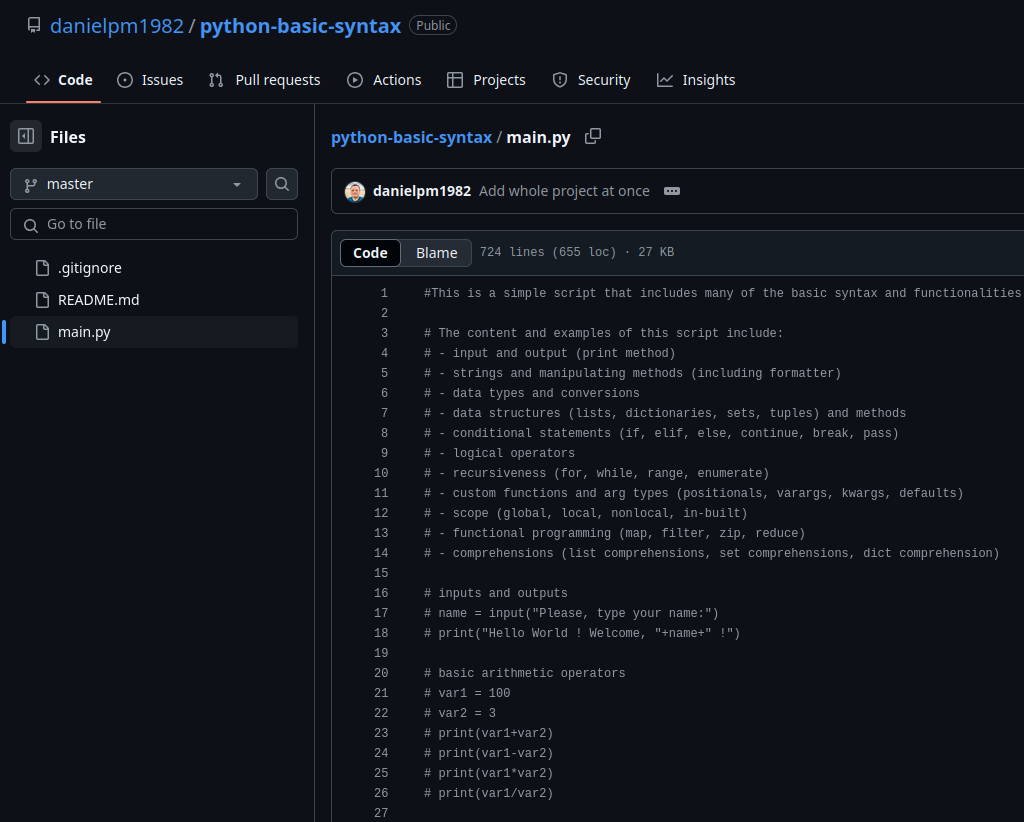 danielpm1982 / python-basic-syntax Public
Code Issues Pull requests Actions Projects Security Insights
Files
master
Go to file
.gitignore
README.md
main.py
python-basic-syntax / main.py
danielpm1982 Add whole project at once
Code Blame 724 lines (655 loc) · 27 KB
1 #This is a simple script that includes many of the basic syntax and functionalities
2
3 # The content and examples of this script include:
4 # - input and output (print method)
5 # - strings and manipulating methods (including formatter)
6 # - data types and conversions
7 # - data structures (lists, dictionaries, sets, tuples) and methods
8 # - conditional statements (if, elif, else, continue, break, pass)
9 # - logical operators
10 # - recursiveness (for, while, range, enumerate)
11 # - custom functions and arg types (positionals, varargs, kwargs, defaults)
12 # - scope (global, local, nonlocal, in-built)
13 # - functional programming (map, filter, zip, reduce)
14 # - comprehensions (list comprehensions, set comprehensions, dict comprehension)
15
16 # inputs and outputs
17 # name = input("Please, type your name:")
18 # print("Hello World ! Welcome, "+name+" !")
19
20 # basic arithmetic operators
21 # var1 = 100
22 # var2 = 3
23 # print(var1+var2)
24 # print(var1-var2)
25 # print(var1*var2)
26 # print(var1/var2)
27